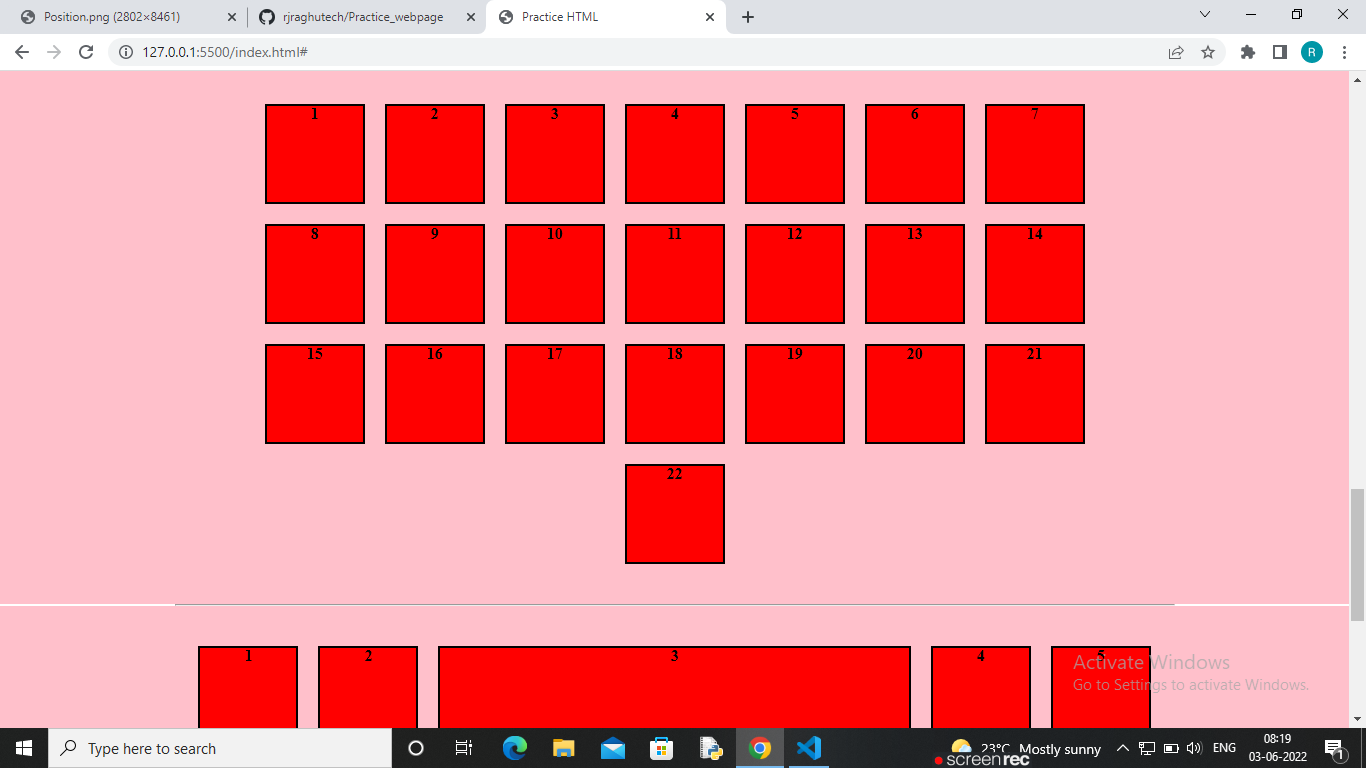 Position.png (2802×8461)
rjraghutech/Practice_webpage
Practice HTML
127.0.0.1:5500/index.html#
R
1 2 3 4 5 6 7
8 9 10 11 12 13 14
15 16 17 18 19 20 21
22
1 2 3 4 5
Activate Windows
Go to Settings to activate Windows.
Type here to search
23°C Mostly sunny
ENG
08:19
03-06-2022
1
screenrec